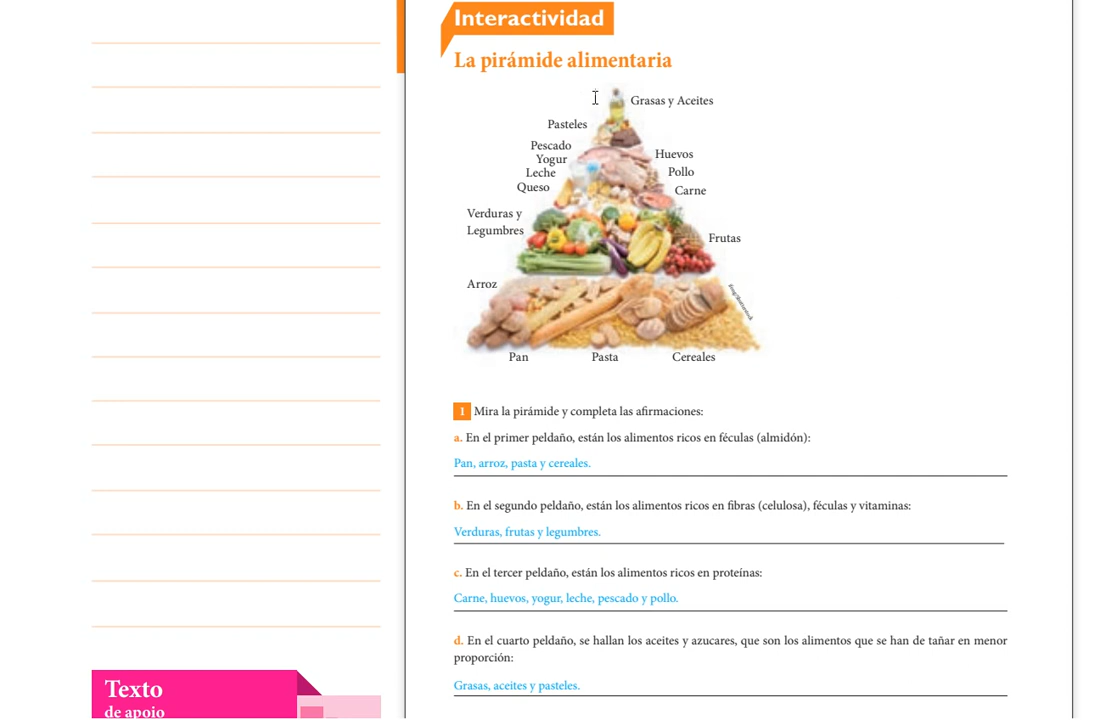 Interactividad
La pirámide alimentaria
Grasas y Aceites
Pasteles
Pescado
Yogur
Leche
Queso
Huevos
Pollo
Carne
Verduras y
Legumbres
Frutas
Arroz
Pan
Pasta
Cereales
1 Mira la pirámide y completa las afirmaciones:
a. En el primer peldaño, están los alimentos ricos en féculas (almidón):
Pan, arroz, pasta y cereales.
b. En el segundo peldaño, están los alimentos ricos en fibras (celulosa), féculas y vitaminas:
Verduras, frutas y legumbres.
c. En el tercer peldaño, están los alimentos ricos en proteínas:
Carne, huevos, yogur, leche, pescado y pollo.
d. En el cuarto peldaño, se hallan los aceites y azucares, que son los alimentos que se han de tañar en menor
proporción:
Grasas, aceites y pasteles.
Texto
de apoio